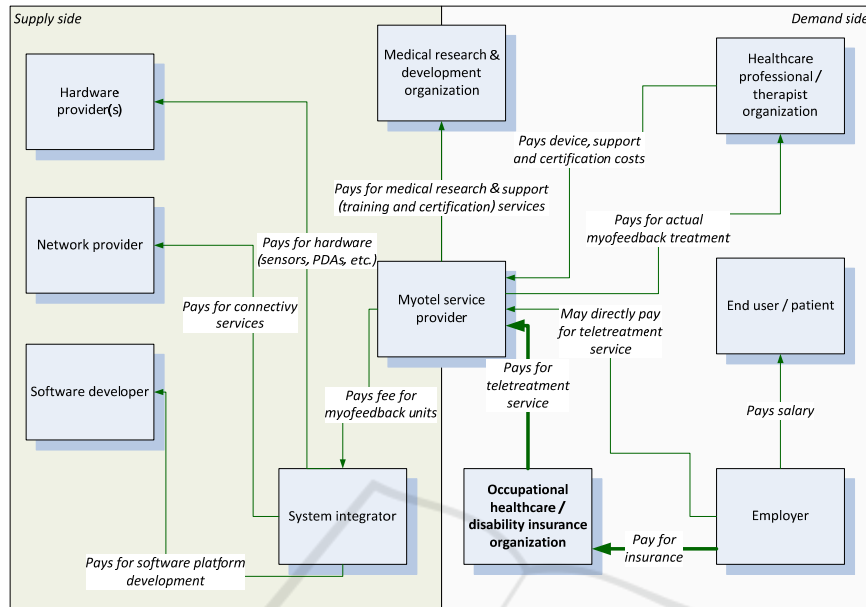 Supply side
Demand side
Medical research &
development
organization
Healthcare
professional /
therapist
organization
Hardware
provider(s)
Pays device, support
and certification costs
Pays for medical research & support
(training and certification) services
Network provider
Pays for hardware
(sensors, PDAs, etc.)
Pays for actual
myofeedback treatment
Myotel service
provider
End user / patient
Pays for connectivy
services
May directly pay
for teletreatment
service
Software developer
Pays fee for
myofeedback units
Pays for
teletreatment
service
Pays salary
System integrator
Occupational
healthcare /
disability insurance
organization
Employer
Pay for
insurance
Pays for software platform
development